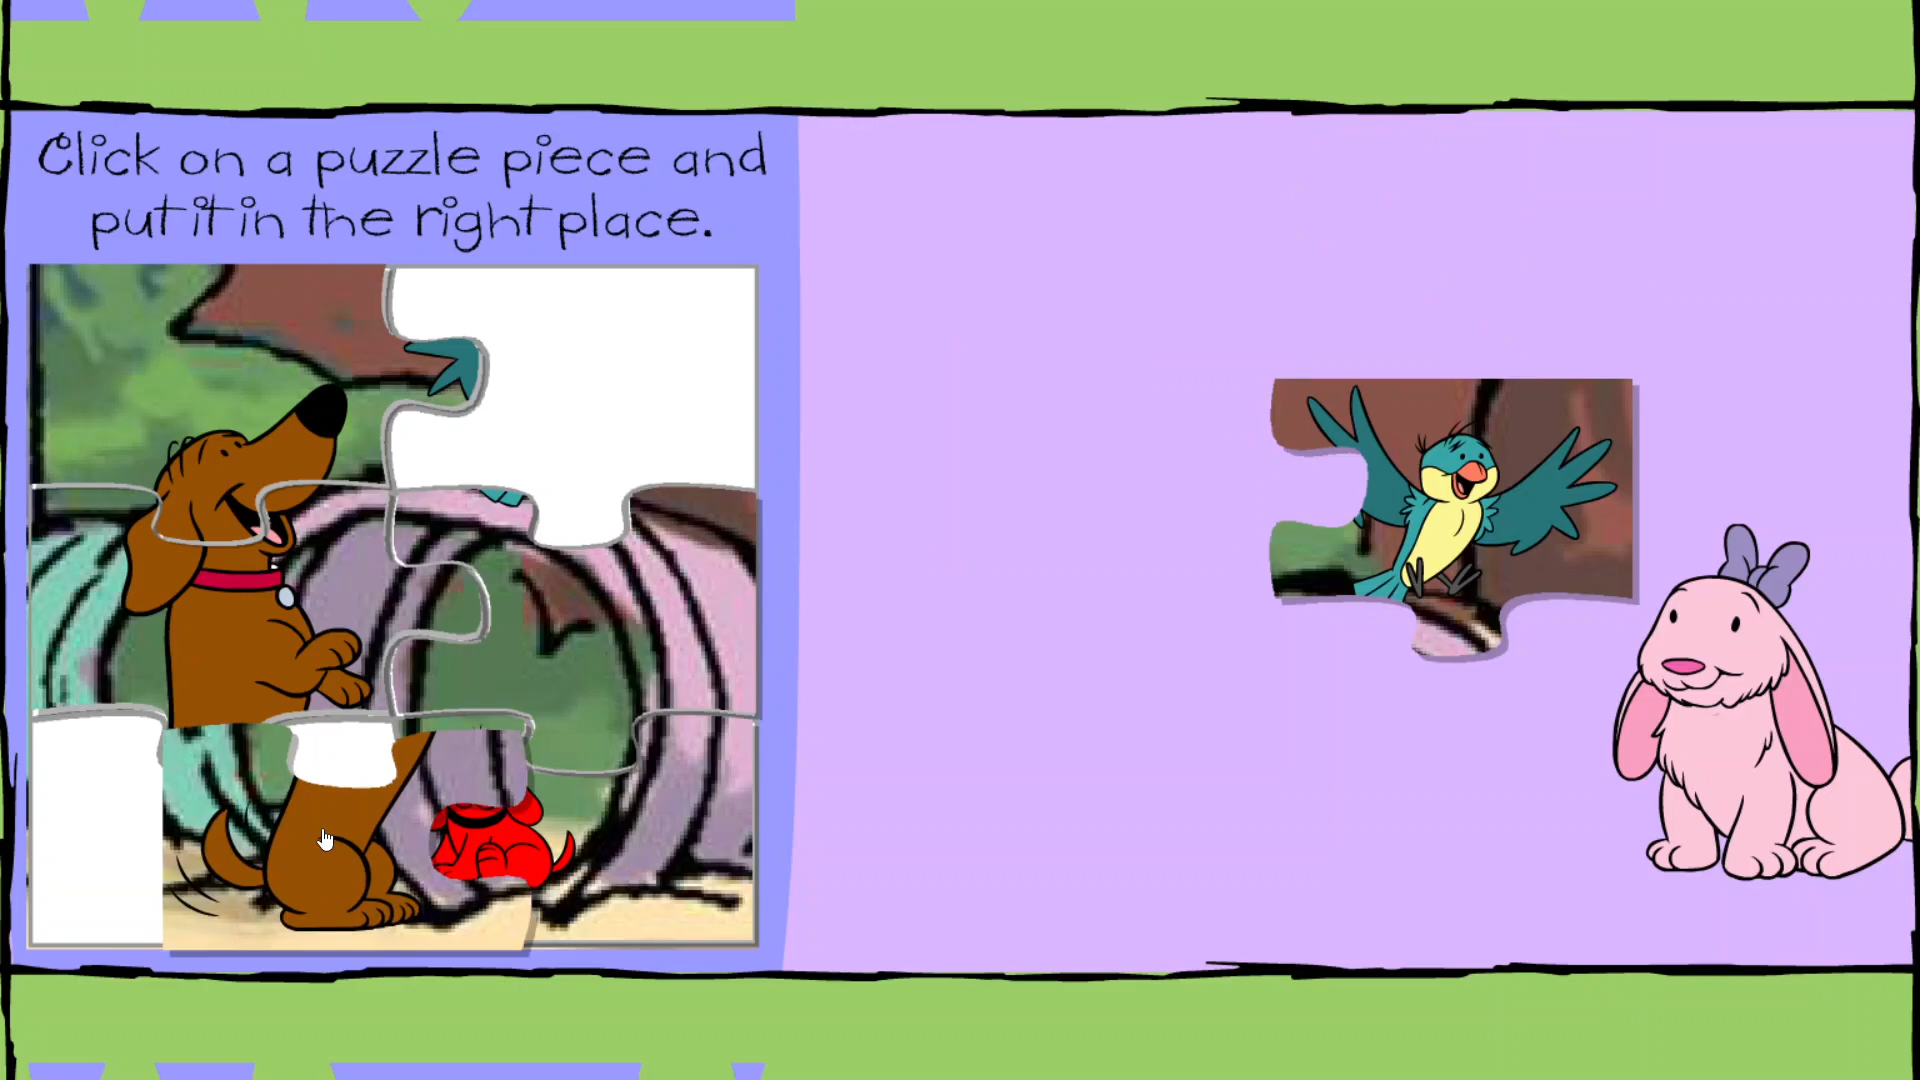 Click on a puzzle piece and
put it in the right place.